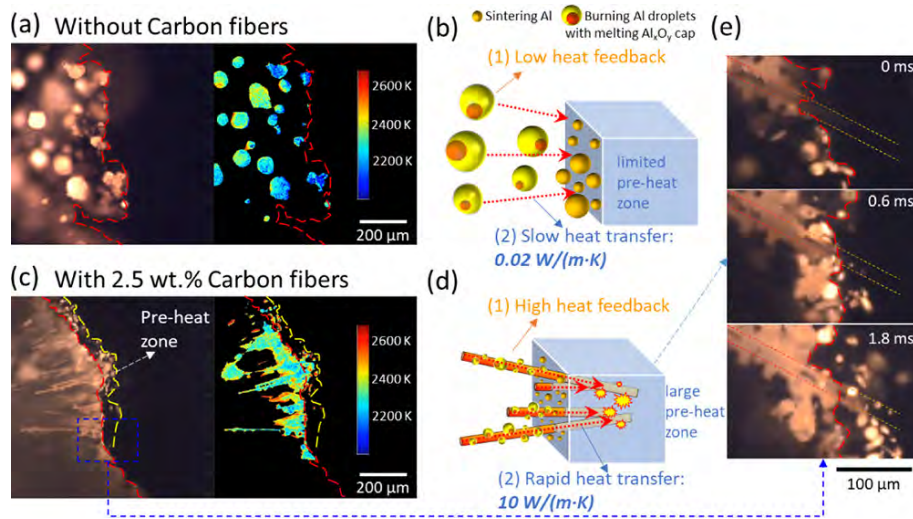 (a) Without Carbon fibers
2600 K
2400 K
2200 K
200 µm
(b)
Sintering Al
Burning Al droplets
with melting AlₓOᵧ cap
(1) Low heat feedback
limited
pre-heat
zone
(2) Slow heat transfer:
0.02 W/(m·K)
(c) With 2.5 wt.% Carbon fibers
Pre-heat
zone
2600 K
2400 K
2200 K
200 µm
(d)
(1) High heat feedback
large
pre-heat
zone
(2) Rapid heat transfer:
10 W/(m·K)
(e)
0 ms
0.6 ms
1.8 ms
100 µm